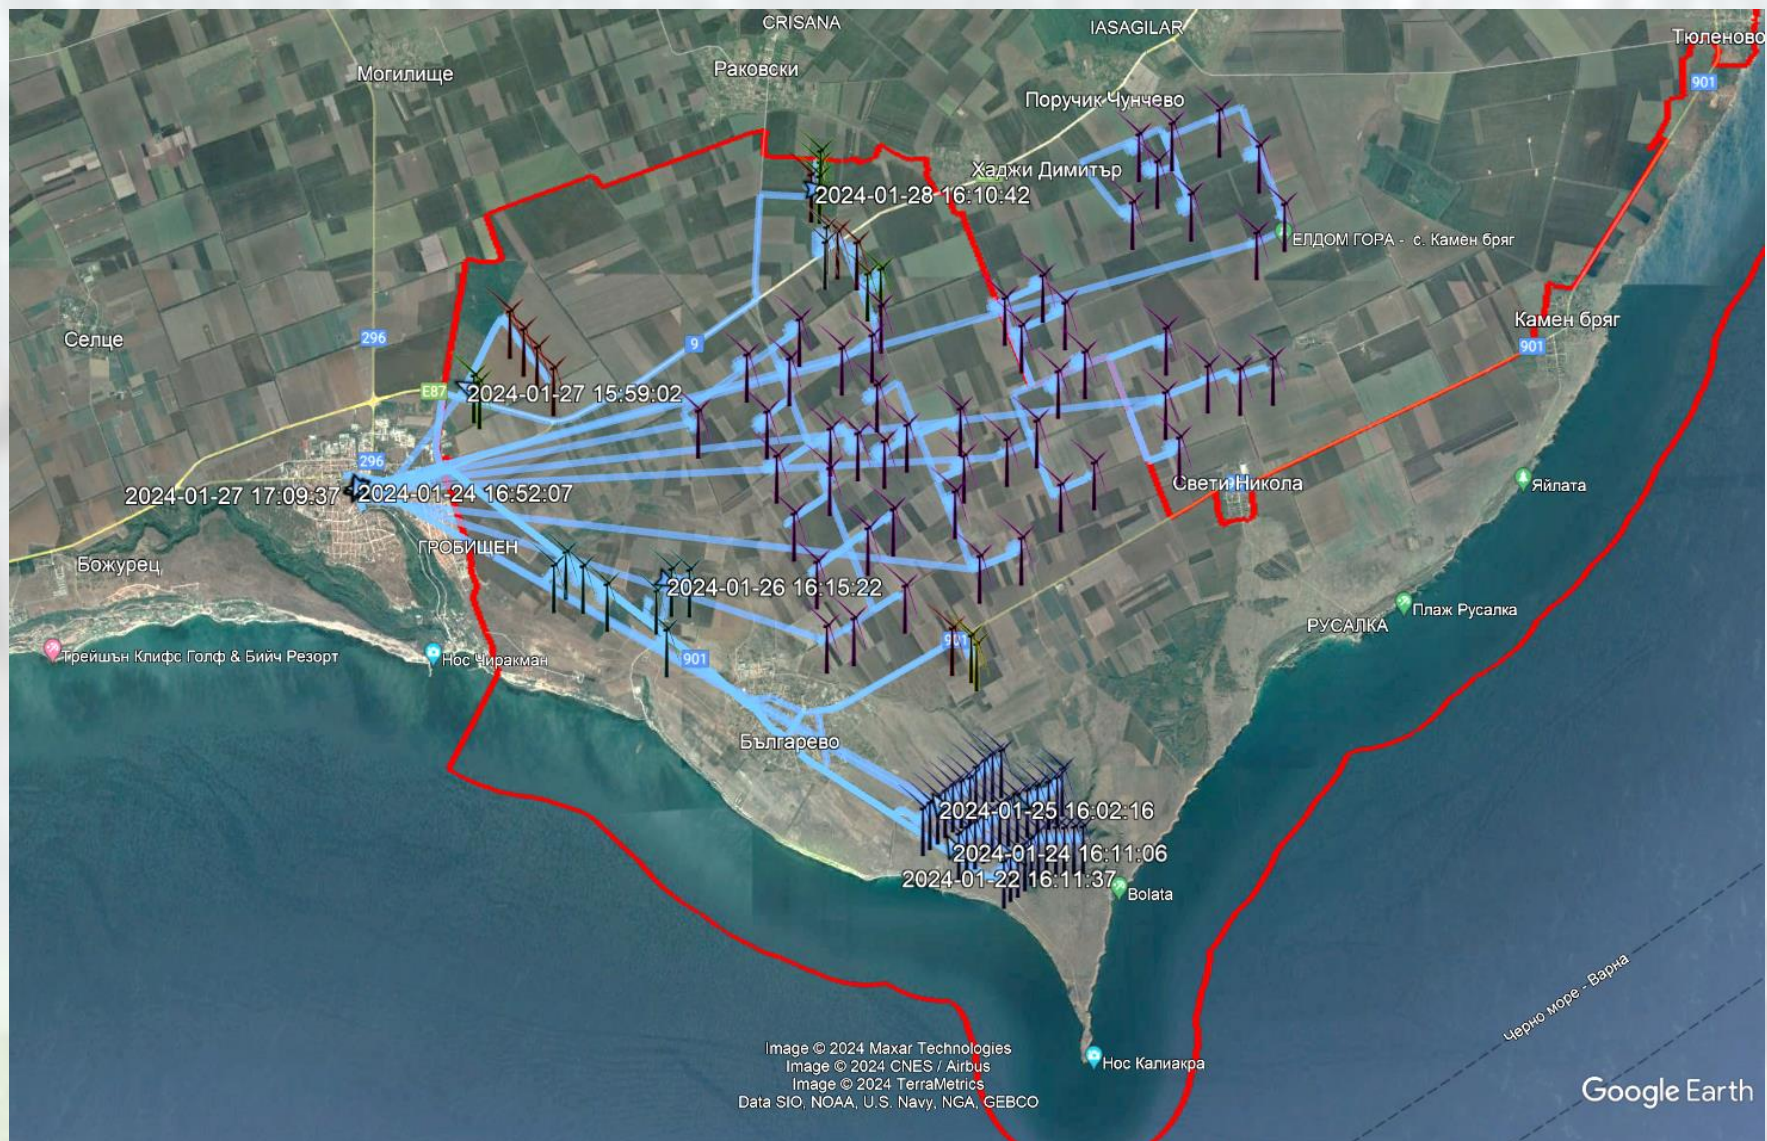 CRISANA
IASAGILAR
Тюленово
Могилище
Раковски
901
Поручик Чунчево
Хаджи Димитър
2024-01-28 16:10:42
ЕЛДОМ ГОРА - с. Камен бряг
Селце
296
9
Камен бряг
901
E87
2024-01-27 15:59:02
296
2024-01-27 17:09:37
2024-01-24 16:52:07
Свети Никола
Яйлата
ГРОБИЩЕН
Божурец
2024-01-26 16:15:22
Плаж Русалка
РУСАЛКА
901
Трейшън Клифс Голф & Бийч Резорт
Нос Чиракман
901
Българево
2024-01-25 16:02:16
2024-01-24 16:11:06
2024-01-22 16:11:37
Bolata
Черно море - Варна
Нос Калиакра
Image © 2024 Maxar Technologies
Image © 2024 CNES / Airbus
Image © 2024 TerraMetrics
Data SIO, NOAA, U.S. Navy, NGA, GEBCO
Google Earth